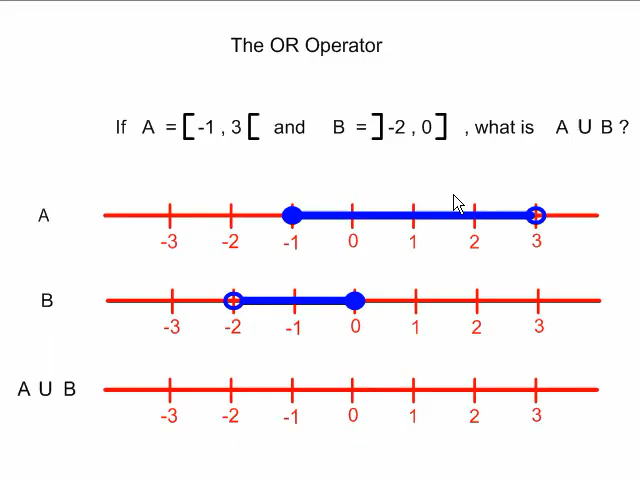 The OR Operator
If A = [ -1 , 3 [ and B = ] -2 , 0 ] , what is A U B ?
A
-3 -2 -1 0 1 2 3
B
-3 -2 -1 0 1 2 3
A U B
-3 -2 -1 0 1 2 3